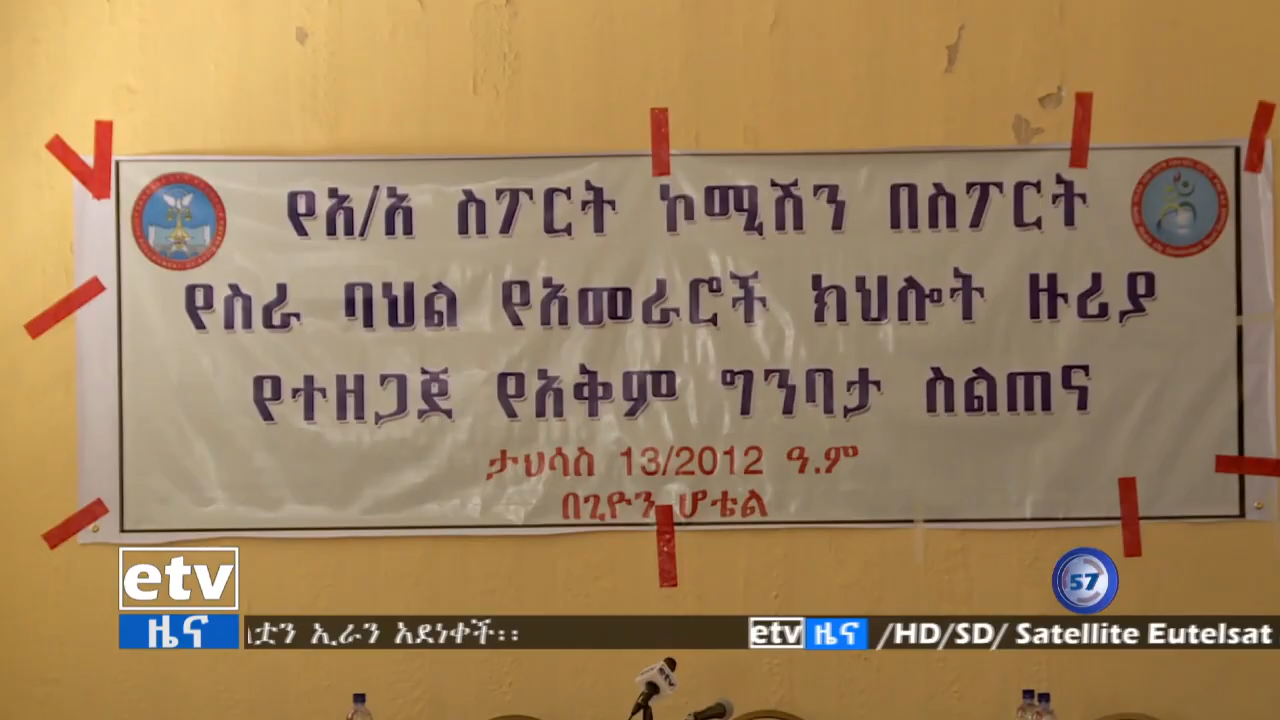 የአ/አ ስፖርት ኮሚሽን በስፖርት
የስራ ባህል የአመራሮች ክህሎት ዙሪያ
የተዘጋጀ የአቅም ግንባታ ስልጠና
ታህሳስ 13/2012 ዓ.ም
በጊዮን ሆቴል
etv
57
ዜና
ኢራን አደነቀች፡፡
etv ዜና /HD/SD/ Satellite Eutelsat
etv